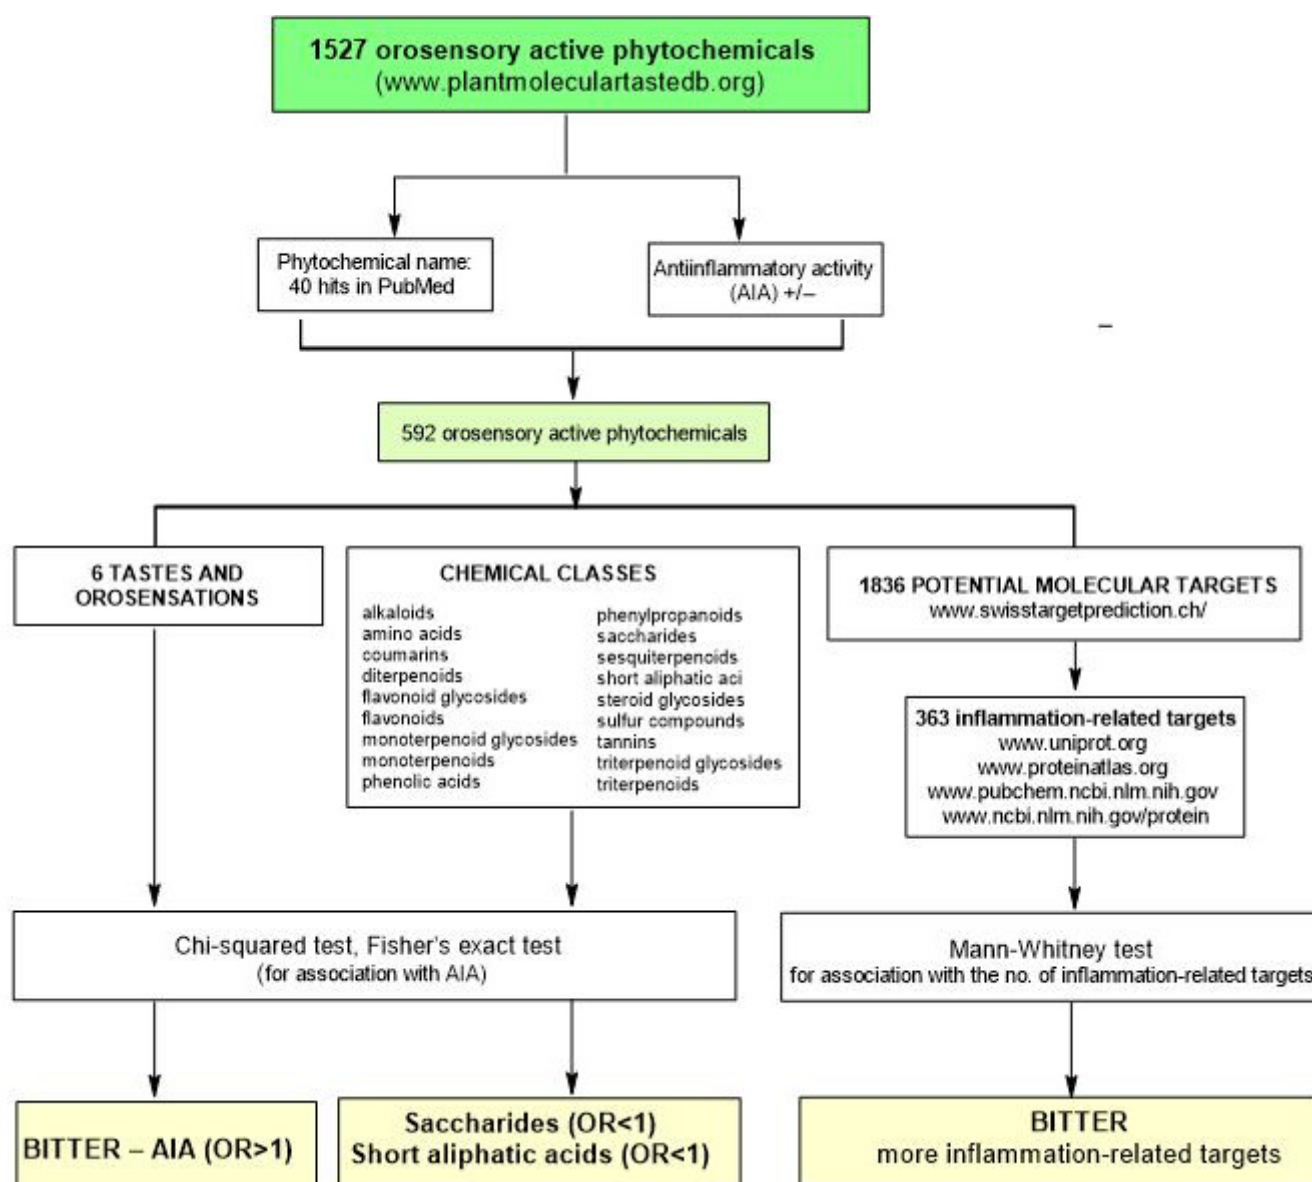 1527 orosensory active phytochemicals
(www.plantmoleculartastedb.org)
Phytochemical name:
40 hits in PubMed
Antiinflammatory activity
(AIA) +/–
–
592 orosensory active phytochemicals
6 TASTES AND
OROSENSATIONS
CHEMICAL CLASSES
alkaloids
amino acids
coumarins
diterpenoids
flavonoid glycosides
flavonoids
monoterpenoid glycosides
monoterpenoids
phenolic acids
phenylpropanoids
saccharides
sesquiterpenoids
short aliphatic aci
steroid glycosides
sulfur compounds
tannins
triterpenoid glycosides
triterpenoids
1836 POTENTIAL MOLECULAR TARGETS
www.swisstargetprediction.ch/
363 inflammation-related targets
www.uniprot.org
www.proteinatlas.org
www.pubchem.ncbi.nlm.nih.gov
www.ncbi.nlm.nih.gov/protein
Chi-squared test, Fisher's exact test
(for association with AIA)
Mann-Whitney test
for association with the no. of inflammation-related targets
BITTER – AIA (OR>1)
Saccharides (OR<1)
Short aliphatic acids (OR<1)
BITTER
more inflammation-related targets